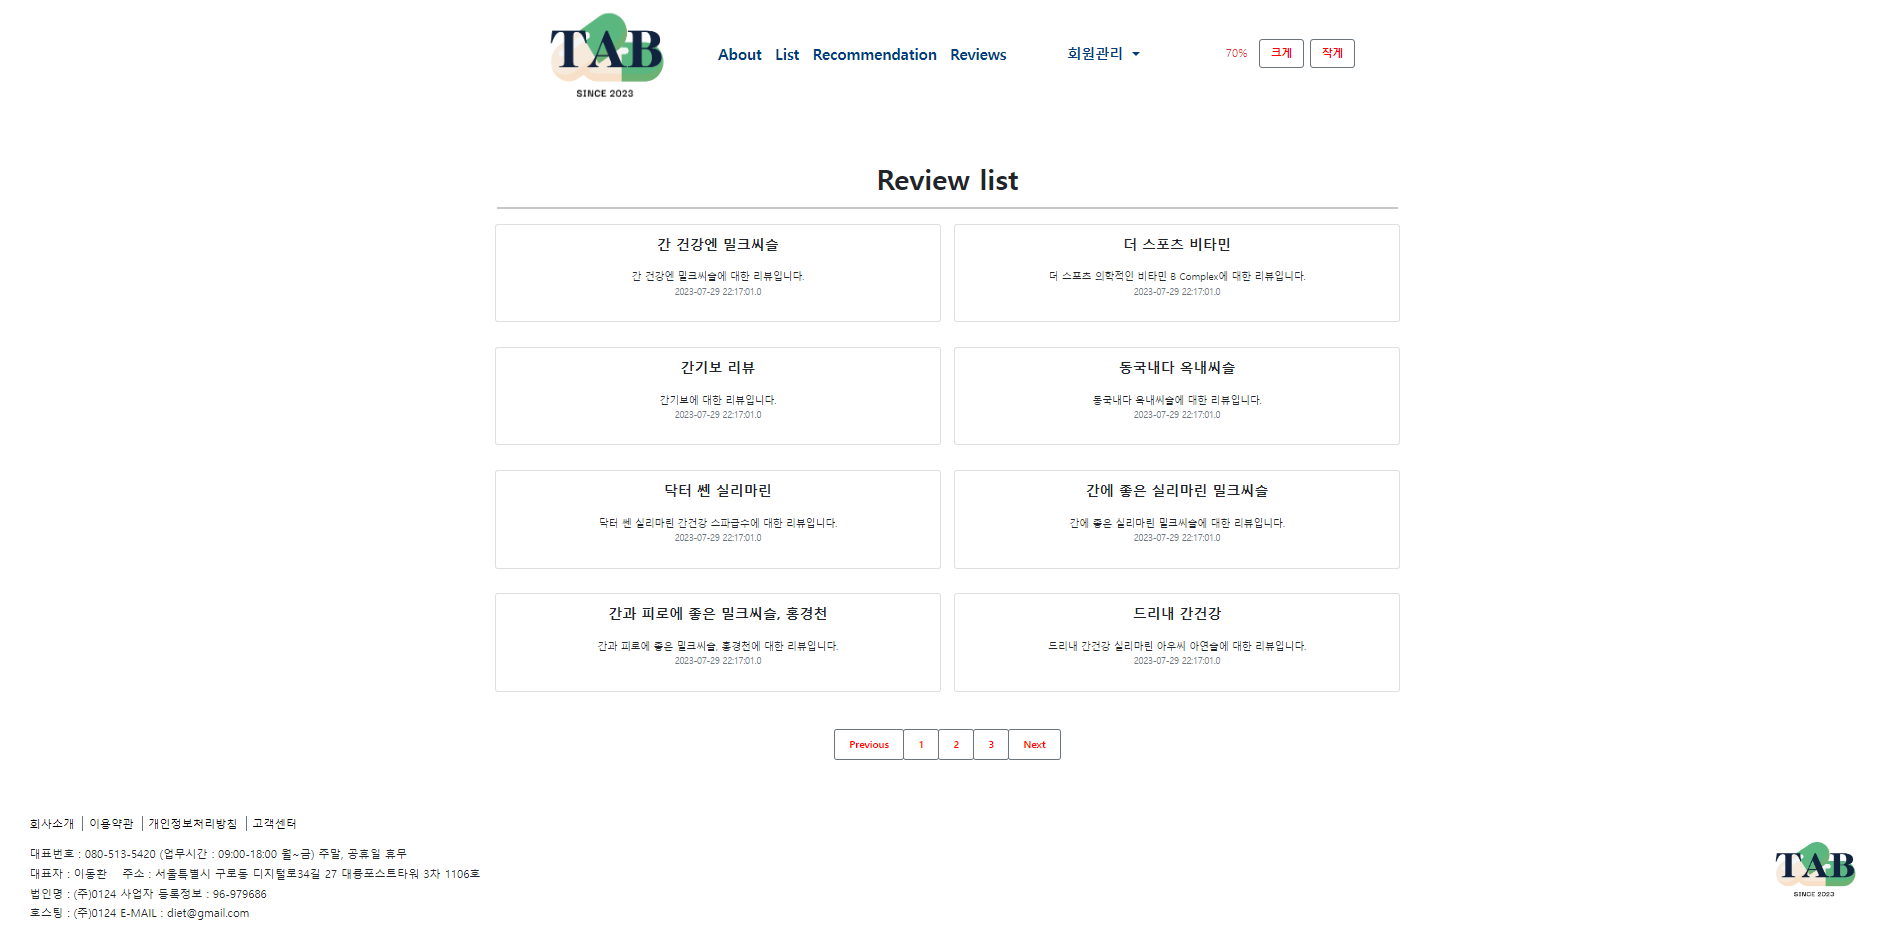 TAB
SINCE 2023
About List Recommendation Reviews 회원관리 70% 크게 작게
Review list
간 건강엔 밀크씨슬
간 건강엔 밀크씨슬에 대한 리뷰입니다.
2023-07-29 22:17:01.0
더 스포츠 비타민
더 스포츠 의학적인 비타민 B Complex에 대한 리뷰입니다.
2023-07-29 22:17:01.0
간기보 리뷰
간기보에 대한 리뷰입니다.
2023-07-29 22:17:01.0
동국내다 옥내씨슬
동국내다 옥내씨슬에 대한 리뷰입니다.
2023-07-29 22:17:01.0
닥터 쎈 실리마린
닥터 쎈 실리마린 간건강 스파급수에 대한 리뷰입니다.
2023-07-29 22:17:01.0
간에 좋은 실리마린 밀크씨슬
간에 좋은 실리마린 밀크씨슬에 대한 리뷰입니다.
2023-07-29 22:17:01.0
간과 피로에 좋은 밀크씨슬, 홍경천
간과 피로에 좋은 밀크씨슬, 홍경천에 대한 리뷰입니다.
2023-07-29 22:17:01.0
드리내 간건강
드리내 간건강 실리마린 아우씨 아연슬에 대한 리뷰입니다.
2023-07-29 22:17:01.0
Previous 1 2 3 Next
회사소개 이용약관 개인정보처리방침 고객센터
대표번호 : 080-513-5420 (업무시간 : 09:00-18:00 월~금) 주말, 공휴일 휴무
대표자 : 이동환 주소 : 서울특별시 구로동 디지털로34길 27 대륭포스트타워 3차 1106호
법인명 : (주)0124 사업자 등록정보 : 96-979686
호스팅 : (주)0124 E-MAIL : diet@gmail.com
TAB
SINCE 2023